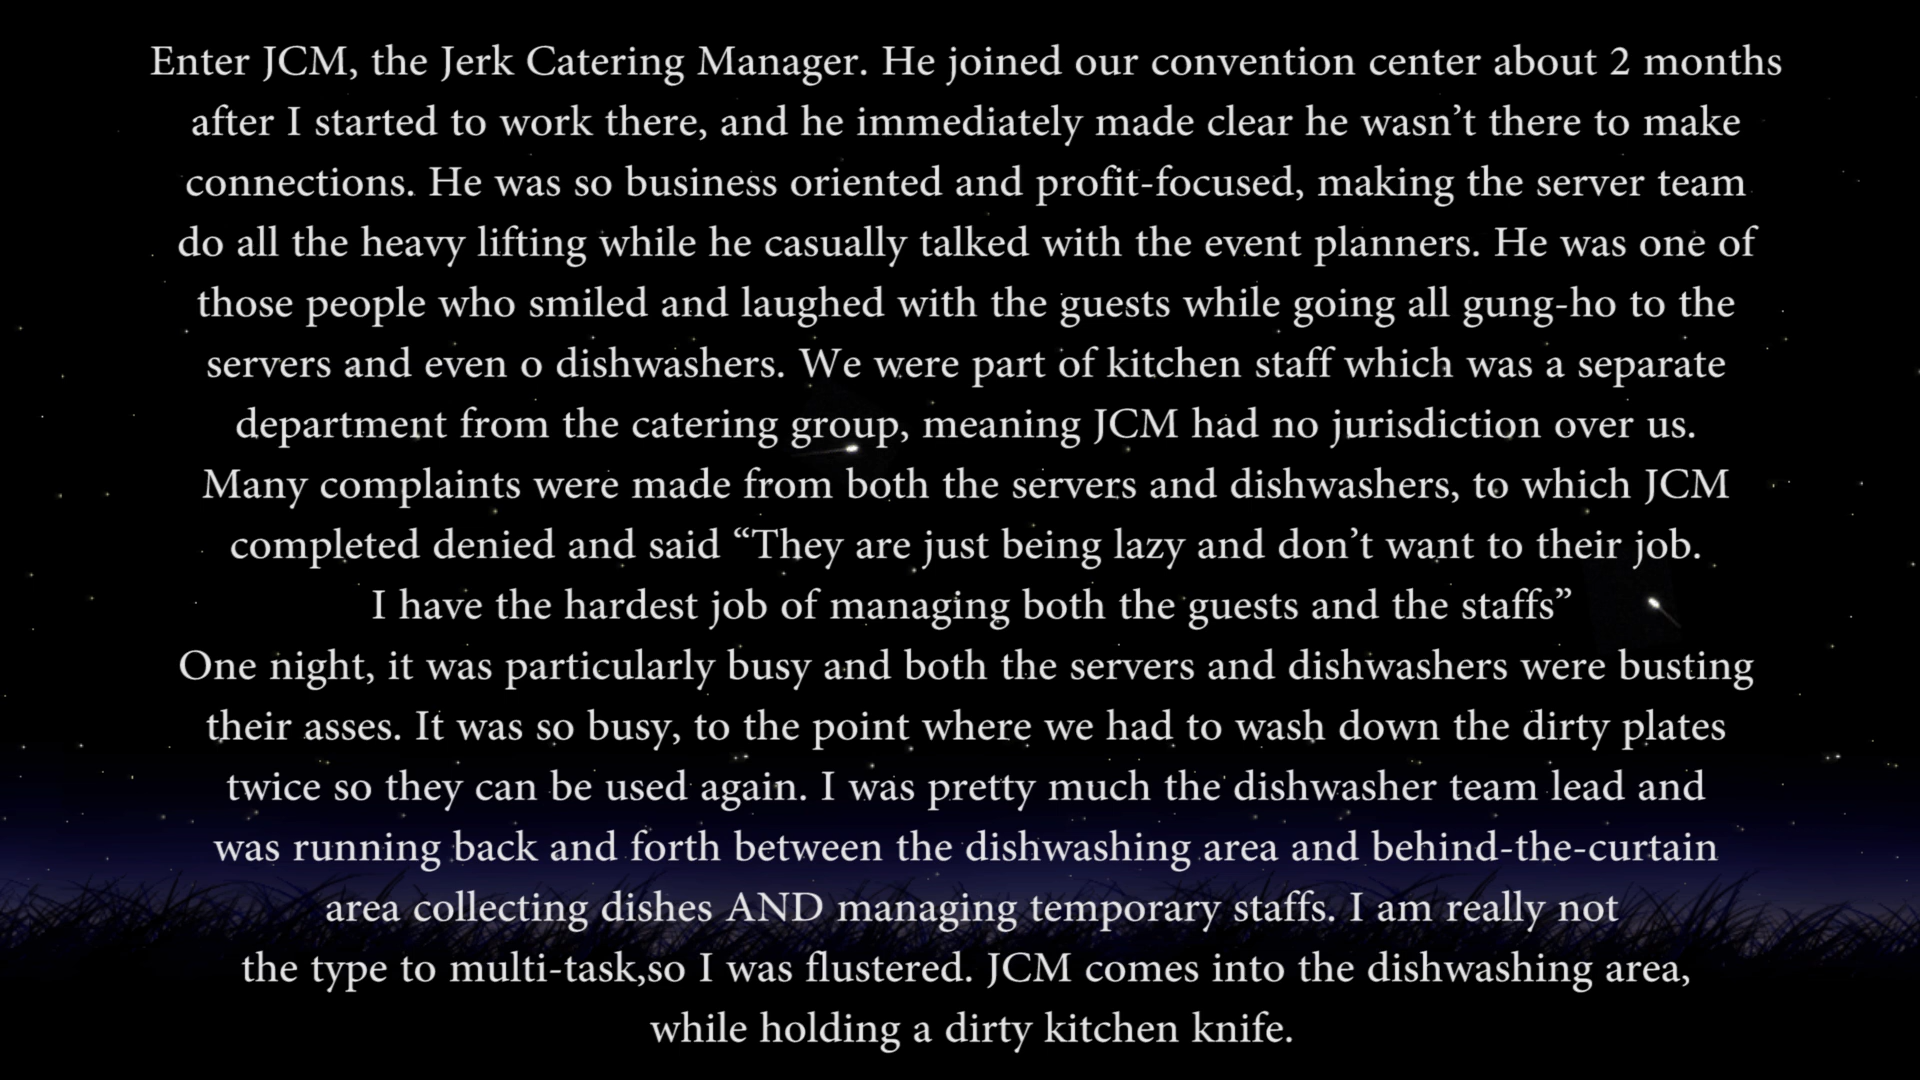 Enter JCM, the Jerk Catering Manager. He joined our convention center about 2 months
after I started to work there, and he immediately made clear he wasn’t there to make
connections. He was so business oriented and profit-focused, making the server team
do all the heavy lifting while he casually talked with the event planners. He was one of
those people who smiled and laughed with the guests while going all gung-ho to the
servers and even o dishwashers. We were part of kitchen staff which was a separate
department from the catering group, meaning JCM had no jurisdiction over us.
Many complaints were made from both the servers and dishwashers, to which JCM
completed denied and said “They are just being lazy and don’t want to their job.
I have the hardest job of managing both the guests and the staffs”
One night, it was particularly busy and both the servers and dishwashers were busting
their asses. It was so busy, to the point where we had to wash down the dirty plates
twice so they can be used again. I was pretty much the dishwasher team lead and
was running back and forth between the dishwashing area and behind-the-curtain
area collecting dishes AND managing temporary staffs. I am really not
the type to multi-task,so I was flustered. JCM comes into the dishwashing area,
while holding a dirty kitchen knife.